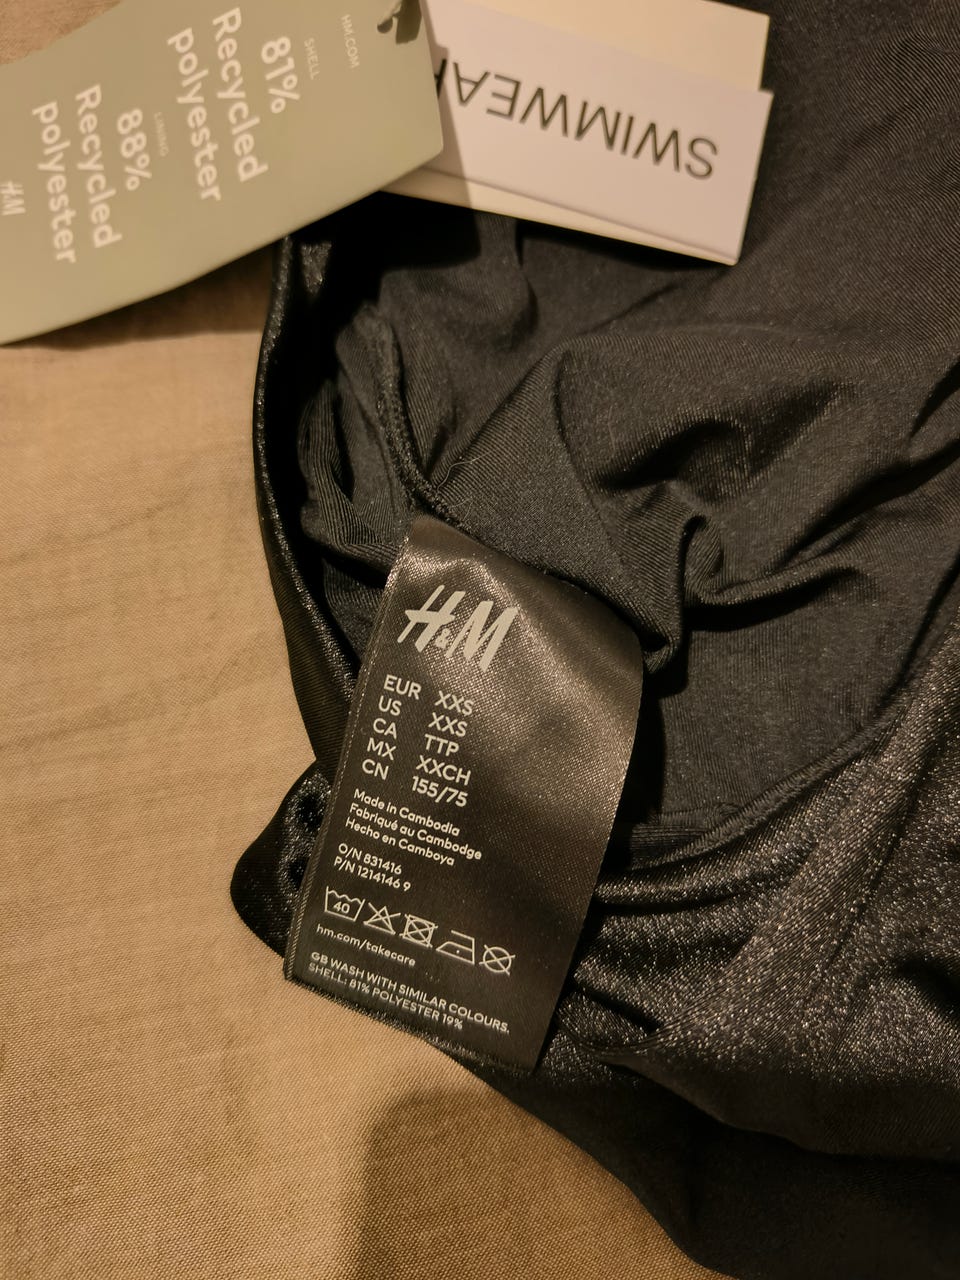 HM.COM
SHELL
81%
Recycled
polyester
LINING
88%
Recycled
polyester
H&M
SWIMWEAR
H&M
EUR XXS
US XXS
CA TTP
MX XXCH
CN 155/75
Made in Cambodia
Fabriqué au Cambodge
Hecho en Camboya
O/N 831416
P/N 1214146 9
40
hm.com/takecare
GB WASH WITH SIMILAR COLOURS.
SHELL: 81% POLYESTER 19%